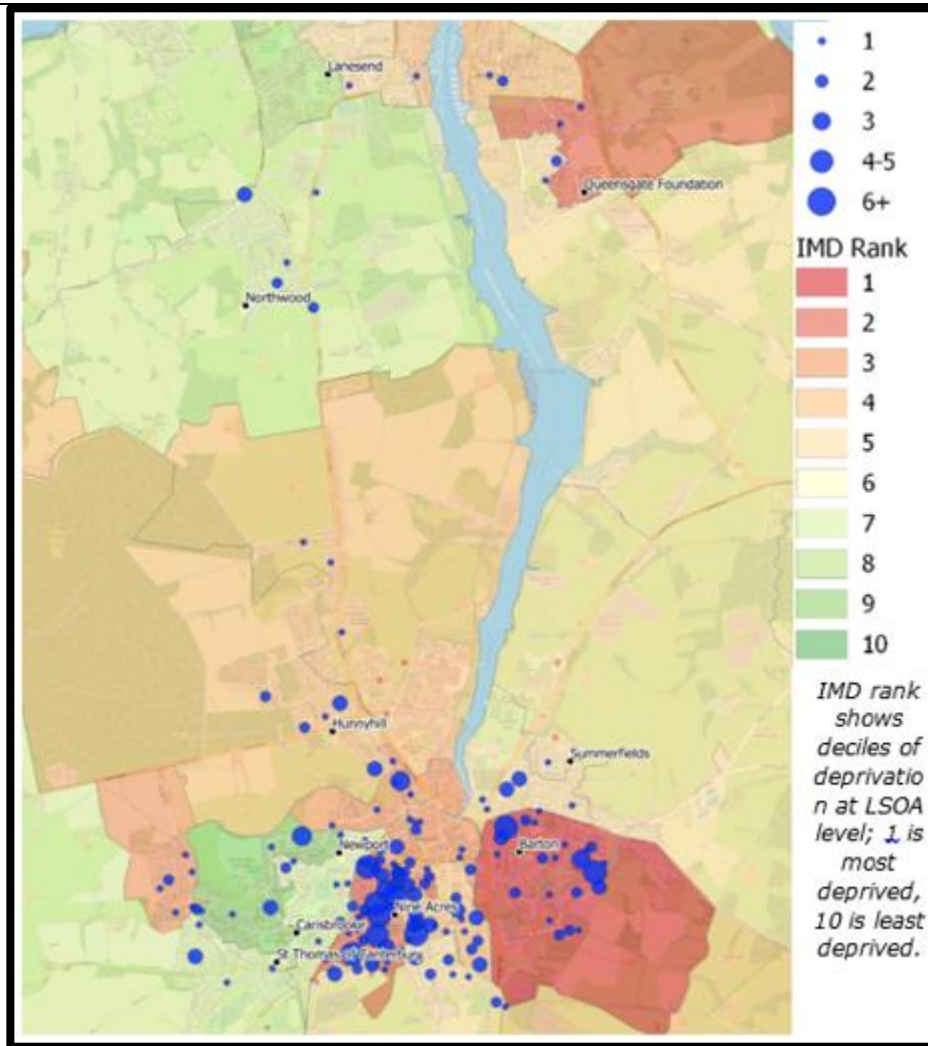 1
2
3
4-5
6+
IMD Rank
1
2
3
4
5
6
7
8
9
10
IMD rank
shows
deciles of
deprivatio
n at LSOA
level; 1 is
most
deprived,
10 is least
deprived.
Lanesend
Queensgate Foundation
Northwood
Hunnyhill
Summerfields
Newport
Barton
Nine Acres
Carisbrooke
St Thomas of Canterbury